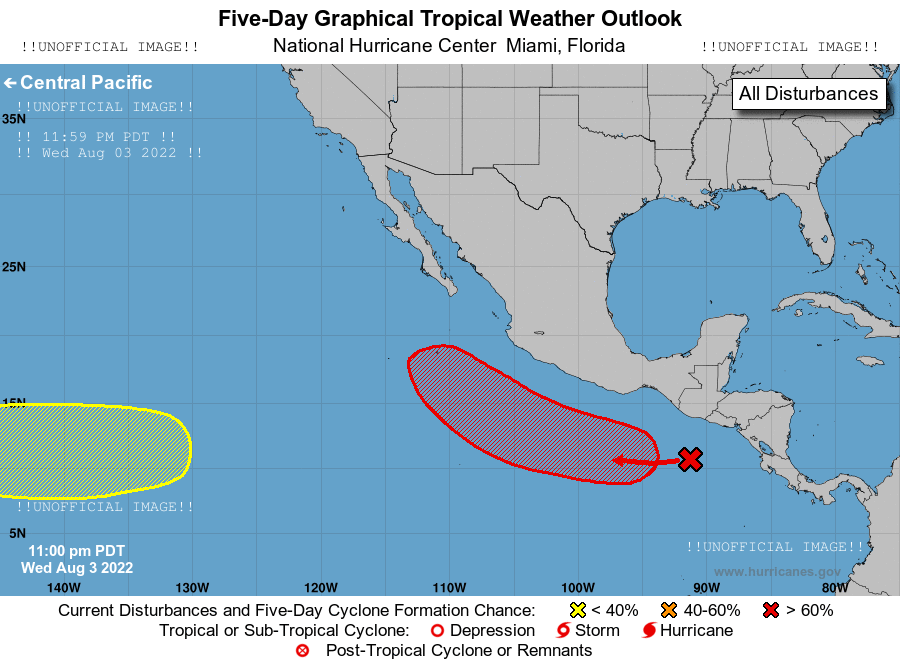 Five-Day Graphical Tropical Weather Outlook
!!UNOFFICIAL IMAGE!! National Hurricane Center Miami, Florida !!UNOFFICIAL IMAGE!!
← Central Pacific
All Disturbances
!!UNOFFICIAL IMAGE!!
35N
!! 11:59 PM PDT !!
!! Wed Aug 03 2022 !!
25N
15N
!!UNOFFICIAL IMAGE!!
5N
!!UNOFFICIAL IMAGE!!
11:00 pm PDT
Wed Aug 3 2022
www.hurricanes.gov
140W 130W 120W 110W 100W 90W 80W
Current Disturbances and Five-Day Cyclone Formation Chance: < 40% 40-60% > 60%
Tropical or Sub-Tropical Cyclone: Depression Storm Hurricane
Post-Tropical Cyclone or Remnants